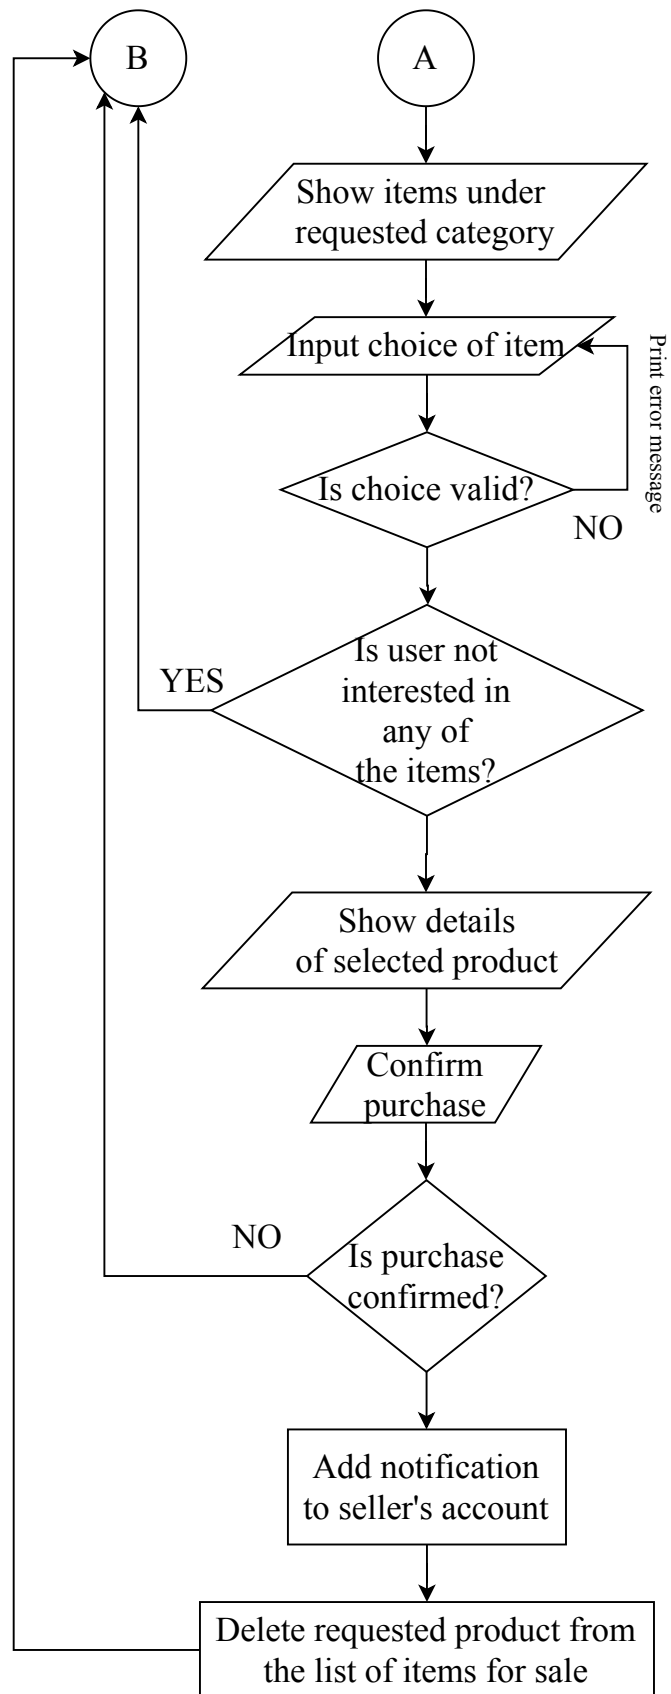 B
A
Show items under
requested category
Input choice of item
Print error message
Is choice valid?
NO
Is user not
interested in
any of
the items?
YES
Show details
of selected product
Confirm
purchase
NO
Is purchase
confirmed?
Add notification
to seller's account
Delete requested product from
the list of items for sale